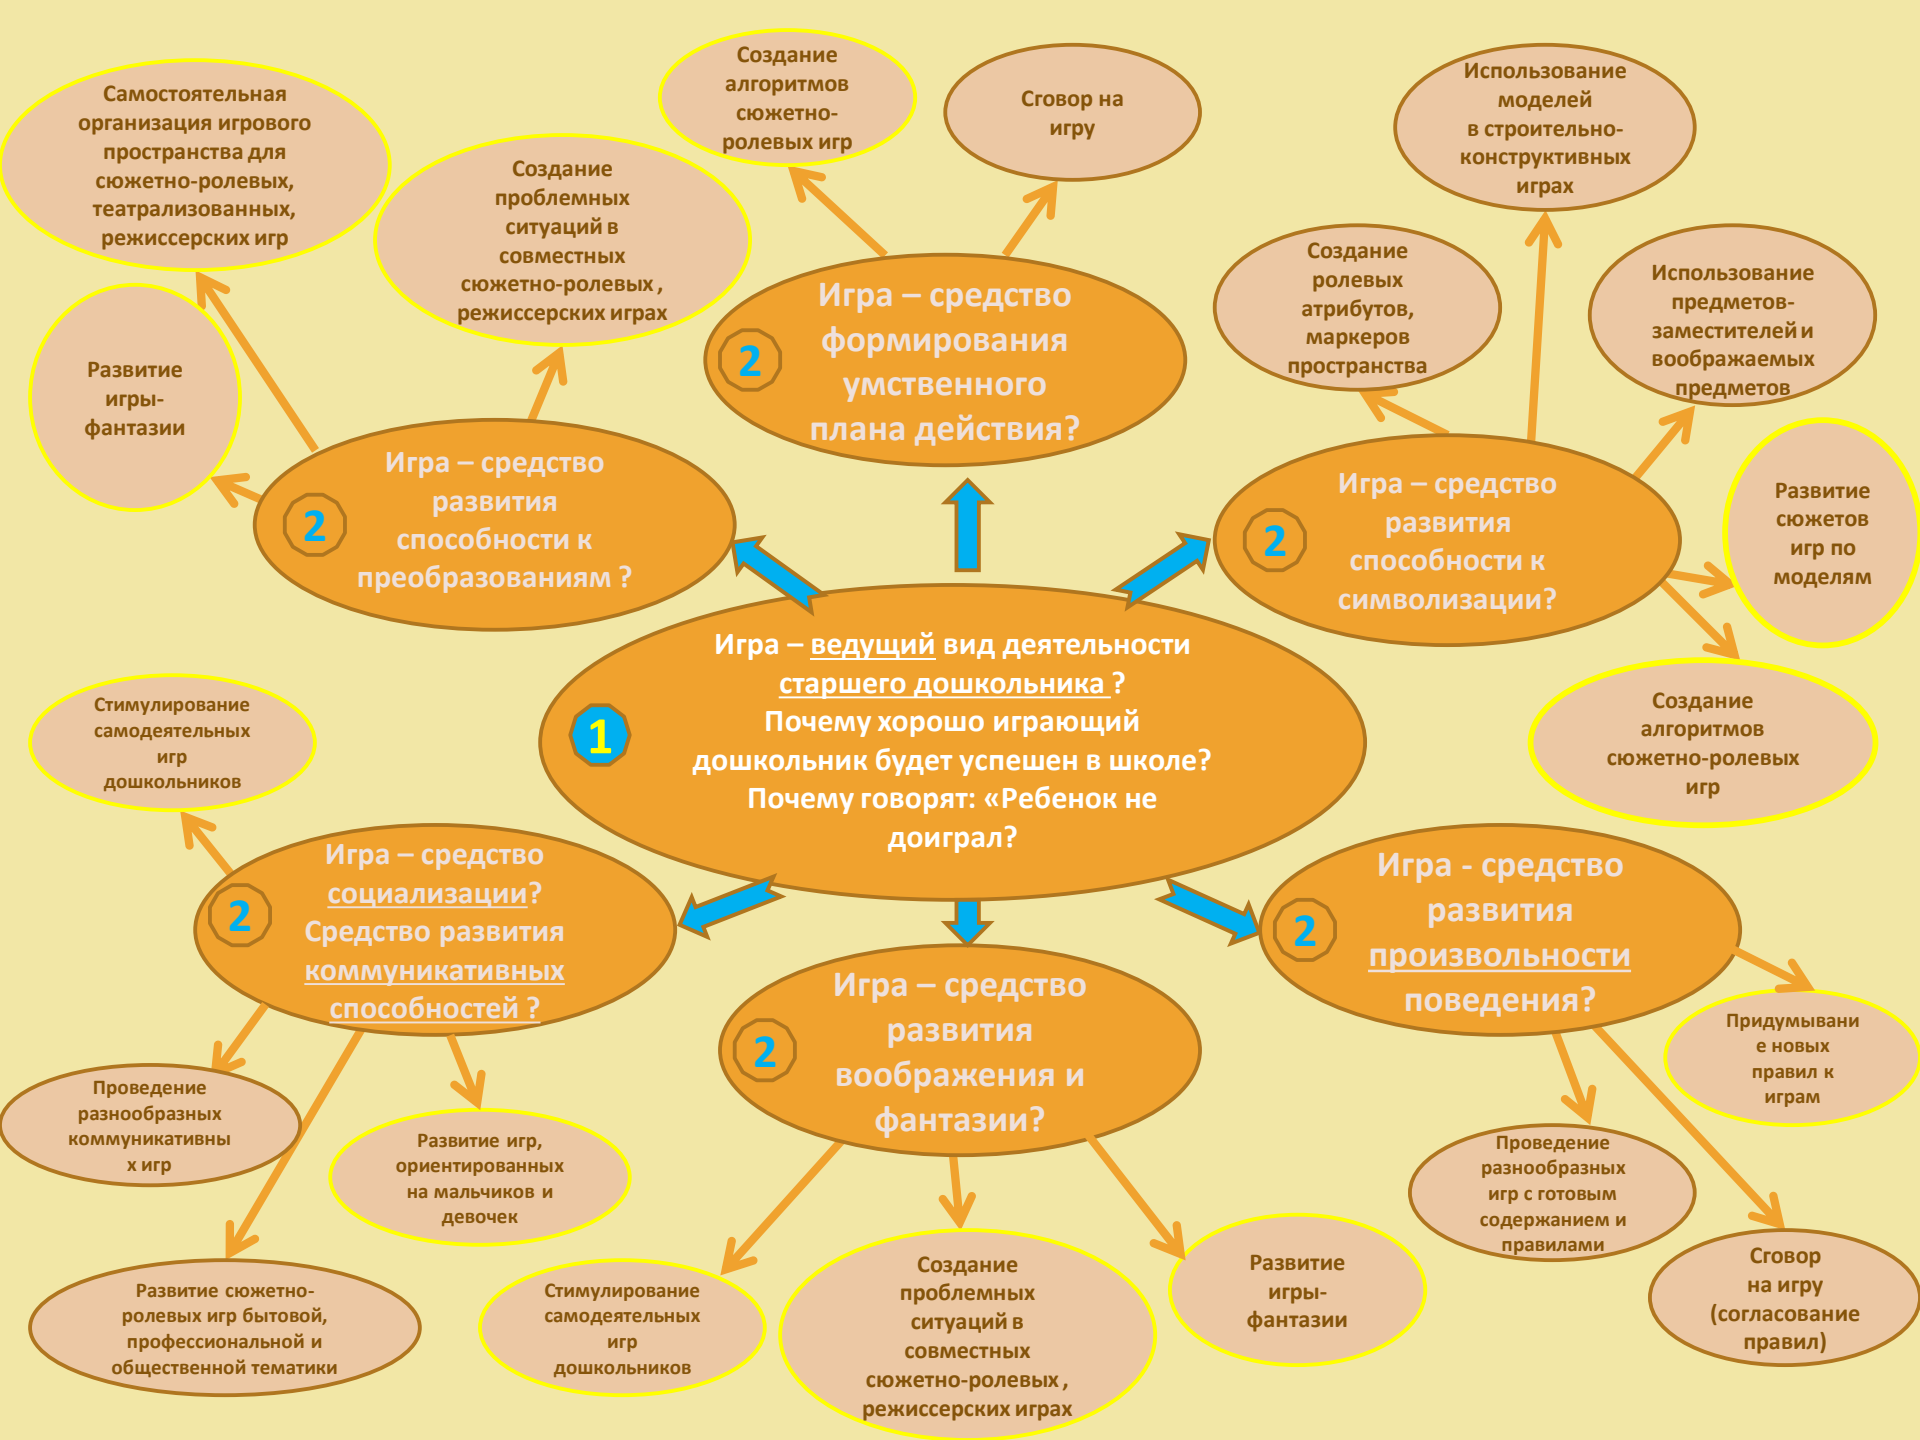 Создание
алгоритмов
сюжетно-
ролевых игр
Сговор на
игру
Использование
моделей
в строительно-
конструктивных
играх
Самостоятельная
организация игрового
пространства для
сюжетно-ролевых,
театрализованных,
режиссерских игр
Создание
проблемных
ситуаций в
совместных
сюжетно-ролевых ,
режиссерских играх
Создание
ролевых
атрибутов,
маркеров
пространства
Использование
предметов-
заместителей и
воображаемых
предметов
Развитие
игры-
фантазии
2
Игра – средство
формирования
умственного
плана действия?
2
Игра – средство
развития
способности к
преобразованиям ?
2
Игра – средство
развития
способности к
символизации?
Развитие
сюжетов
игр по
моделям
1
Игра – ведущий вид деятельности
старшего дошкольника ?
Почему хорошо играющий
дошкольник будет успешен в школе?
Почему говорят: «Ребенок не
доиграл?
Стимулирование
самодеятельных
игр
дошкольников
Создание
алгоритмов
сюжетно-ролевых
игр
2
Игра – средство
социализации?
Средство развития
коммуникативных
способностей ?
2
Игра - средство
развития
произвольности
поведения?
2
Игра – средство
развития
воображения и
фантазии?
Придумывани
е новых
правил к
играм
Проведение
разнообразных
коммуникативны
х игр
Развитие игр,
ориентированных
на мальчиков и
девочек
Проведение
разнообразных
игр с готовым
содержанием и
правилами
Развитие сюжетно-
ролевых игр бытовой,
профессиональной и
общественной тематики
Стимулирование
самодеятельных
игр
дошкольников
Создание
проблемных
ситуаций в
совместных
сюжетно-ролевых ,
режиссерских играх
Развитие
игры-
фантазии
Сговор
на игру
(согласование
правил)